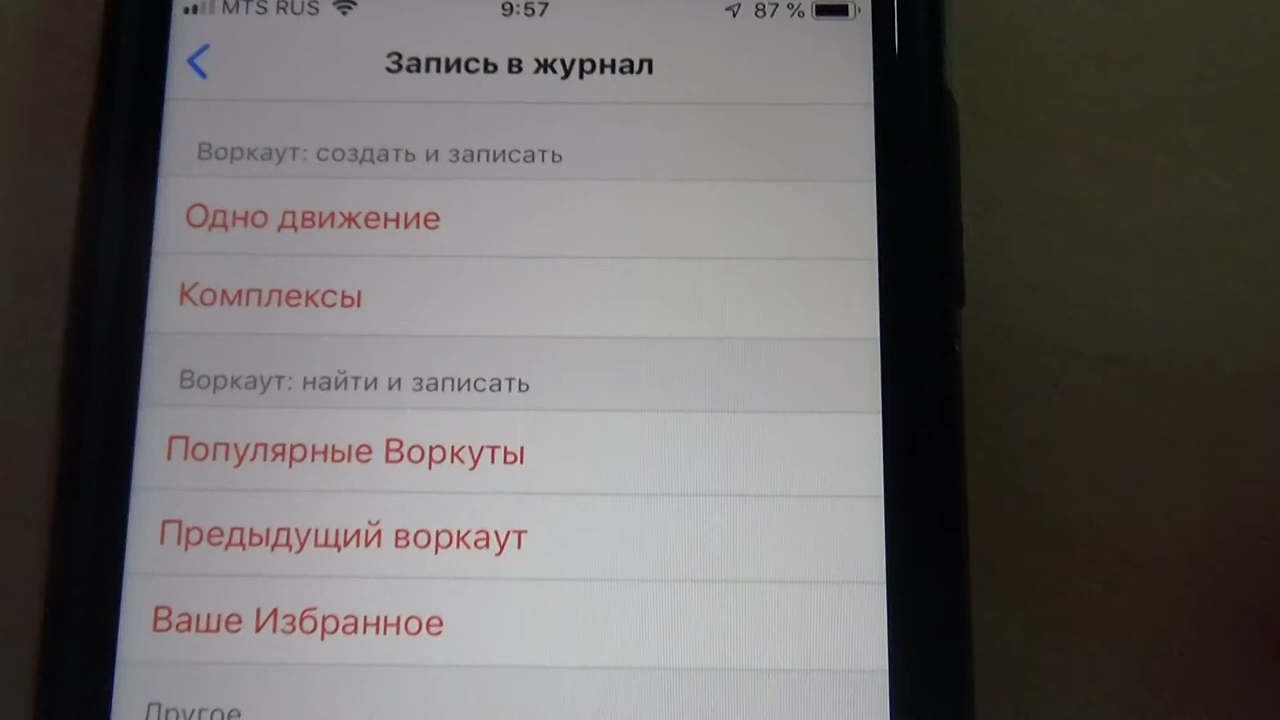 MTS RUS 9:57 87 %
Запись в журнал
Воркаут: создать и записать
Одно движение
Комплексы
Воркаут: найти и записать
Популярные Воркуты
Предыдущий воркаут
Ваше Избранное
Другое